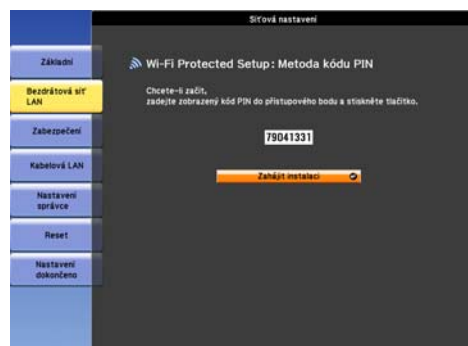 Síťová nastavení
Základní
Bezdrátová síť
LAN
Zabezpečení
Kabelová LAN
Nastavení
správce
Reset
Nastavení
dokončeno
Wi-Fi Protected Setup: Metoda kódu PIN
Chcete-li začít,
zadejte zobrazený kód PIN do přístupového bodu a stiskněte tlačítko.
79041331
Zahájit instalaci